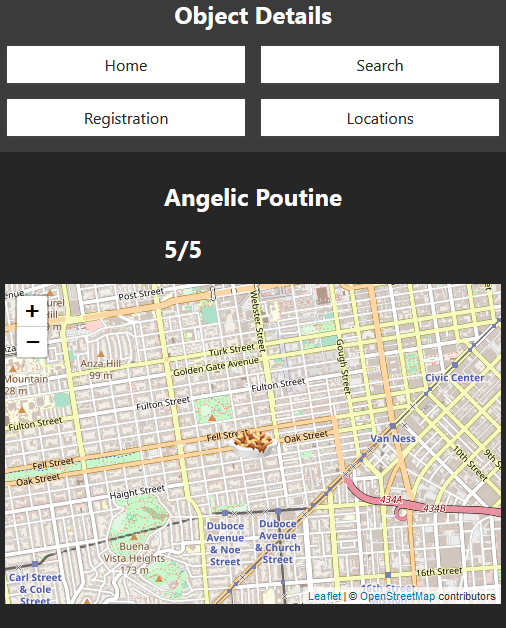 Object Details
Home
Search
Registration
Locations
Angelic Poutine
5/5
+
−
Post Street
Webster Street
Turk Street
Golden Gate Avenue
Gough Street
Anza Hill
99 m
Mountain
28 m
Civic Center
Fulton Street
Fulton Street
Fulton Street
Fell Street
Oak Street
Van Ness
Fell Street
Oak Street
10th Street
9th
Haight Street
434A
434B
Duboce
Avenue
& Noe
Street
Duboce
Avenue
& Church
Street
Buena
Vista Heights
173 m
Carl Street
& Cole
Street
16th Street
16th Street
Leaflet | © OpenStreetMap contributors